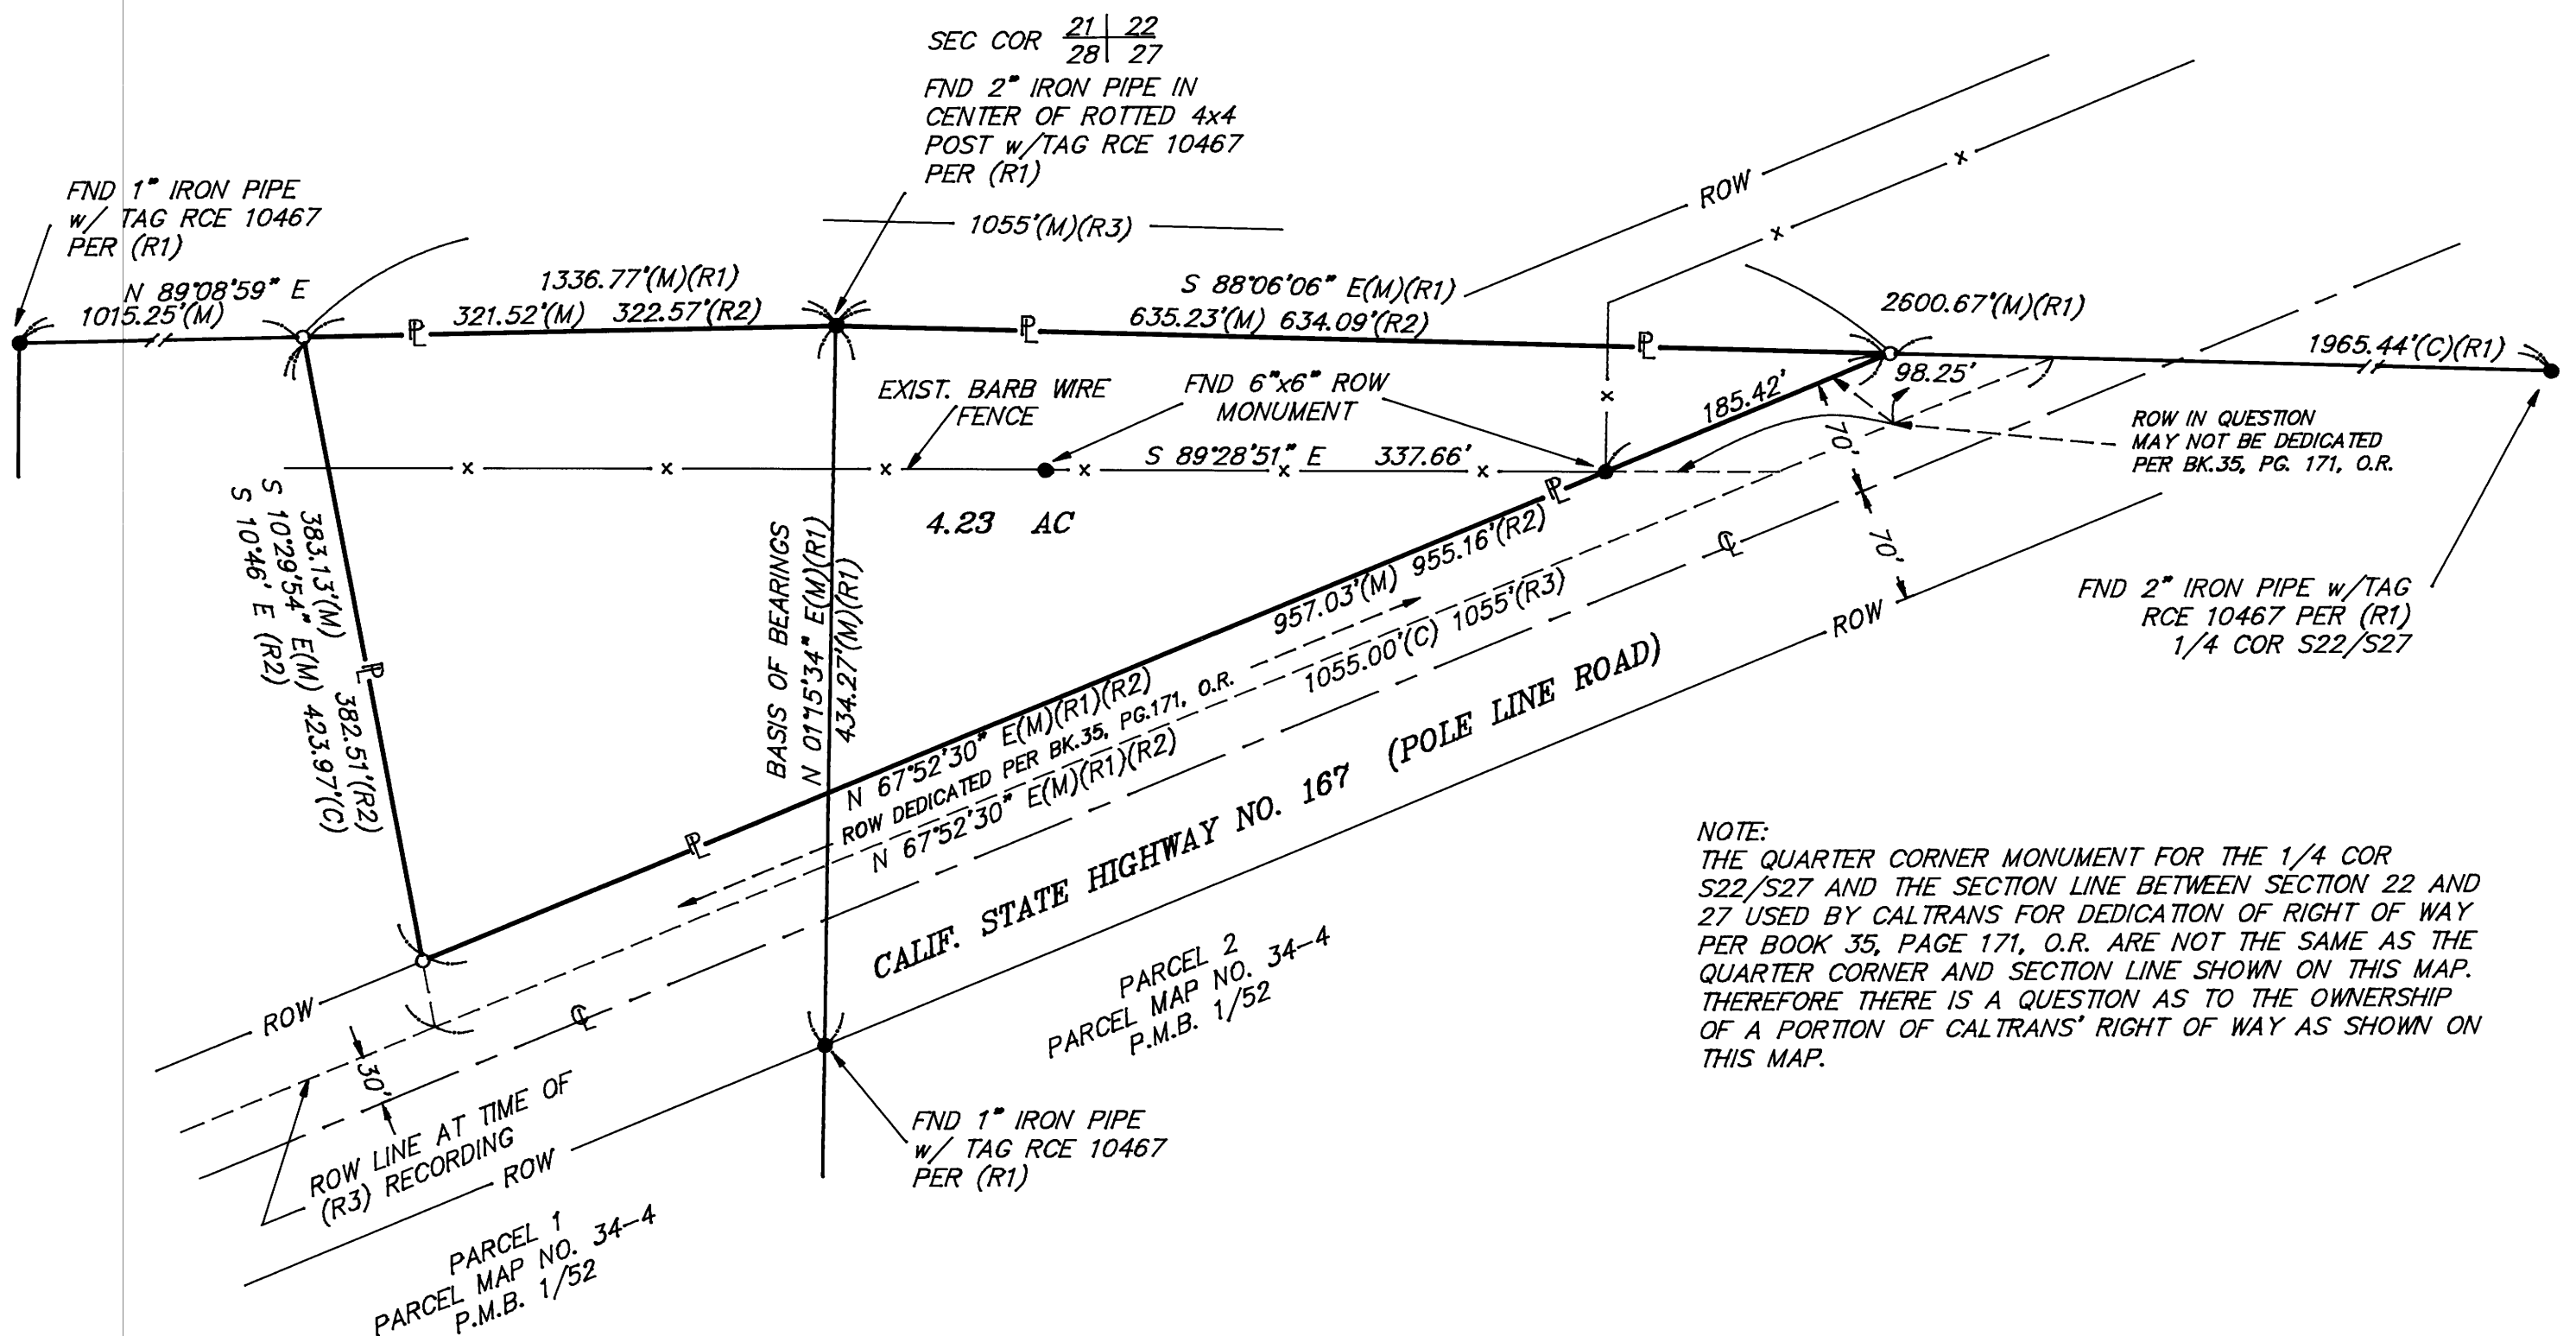 SEC COR 21 22
28 27
FND 2" IRON PIPE IN
CENTER OF ROTTED 4x4
POST w/TAG RCE 10467
PER (R1)
FND 1" IRON PIPE
w/ TAG RCE 10467
PER (R1)
1055'(M)(R3)
ROW
N 89°08'59" E
1015.25'(M)
1336.77'(M)(R1)
321.52'(M) 322.57'(R2)
S 88°06'06" E(M)(R1)
635.23'(M) 634.09'(R2)
2600.67'(M)(R1)
1965.44'(C)(R1)
PL
PL
PL
EXIST. BARB WIRE
FENCE
FND 6"x6" ROW
MONUMENT
185.42'
98.25'
ROW IN QUESTION
MAY NOT BE DEDICATED
PER BK.35, PG. 171, O.R.
70'
70'
S 89°28'51" E 337.66'
4.23 AC
383.13'(M) 382.51'(R2)
S 10°29'54" E(M) 423.97'(C)
S 10°46' E (R2)
PL
BASIS OF BEARINGS
N 01°15'34" E(M)(R1)
434.27'(M)(R1)
PL
957.03'(M) 955.16'(R2)
CL
N 67°52'30" E(M)(R1)(R2)
ROW DEDICATED PER BK.35, PG.171, O.R.
1055.00'(C) 1055'(R3)
N 67°52'30" E(M)(R1)(R2)
PL
CALIF. STATE HIGHWAY NO. 167 (POLE LINE ROAD)
ROW
FND 2" IRON PIPE w/TAG
RCE 10467 PER (R1)
1/4 COR S22/S27
NOTE:
THE QUARTER CORNER MONUMENT FOR THE 1/4 COR
S22/S27 AND THE SECTION LINE BETWEEN SECTION 22 AND
27 USED BY CALTRANS FOR DEDICATION OF RIGHT OF WAY
PER BOOK 35, PAGE 171, O.R. ARE NOT THE SAME AS THE
QUARTER CORNER AND SECTION LINE SHOWN ON THIS MAP.
THEREFORE THERE IS A QUESTION AS TO THE OWNERSHIP
OF A PORTION OF CALTRANS' RIGHT OF WAY AS SHOWN ON
THIS MAP.
PARCEL 2
PARCEL MAP NO. 34-4
P.M.B. 1/52
ROW
CL
30'
ROW LINE AT TIME OF
(R3) RECORDING
ROW
FND 1" IRON PIPE
w/ TAG RCE 10467
PER (R1)
PARCEL 1
PARCEL MAP NO. 34-4
P.M.B. 1/52